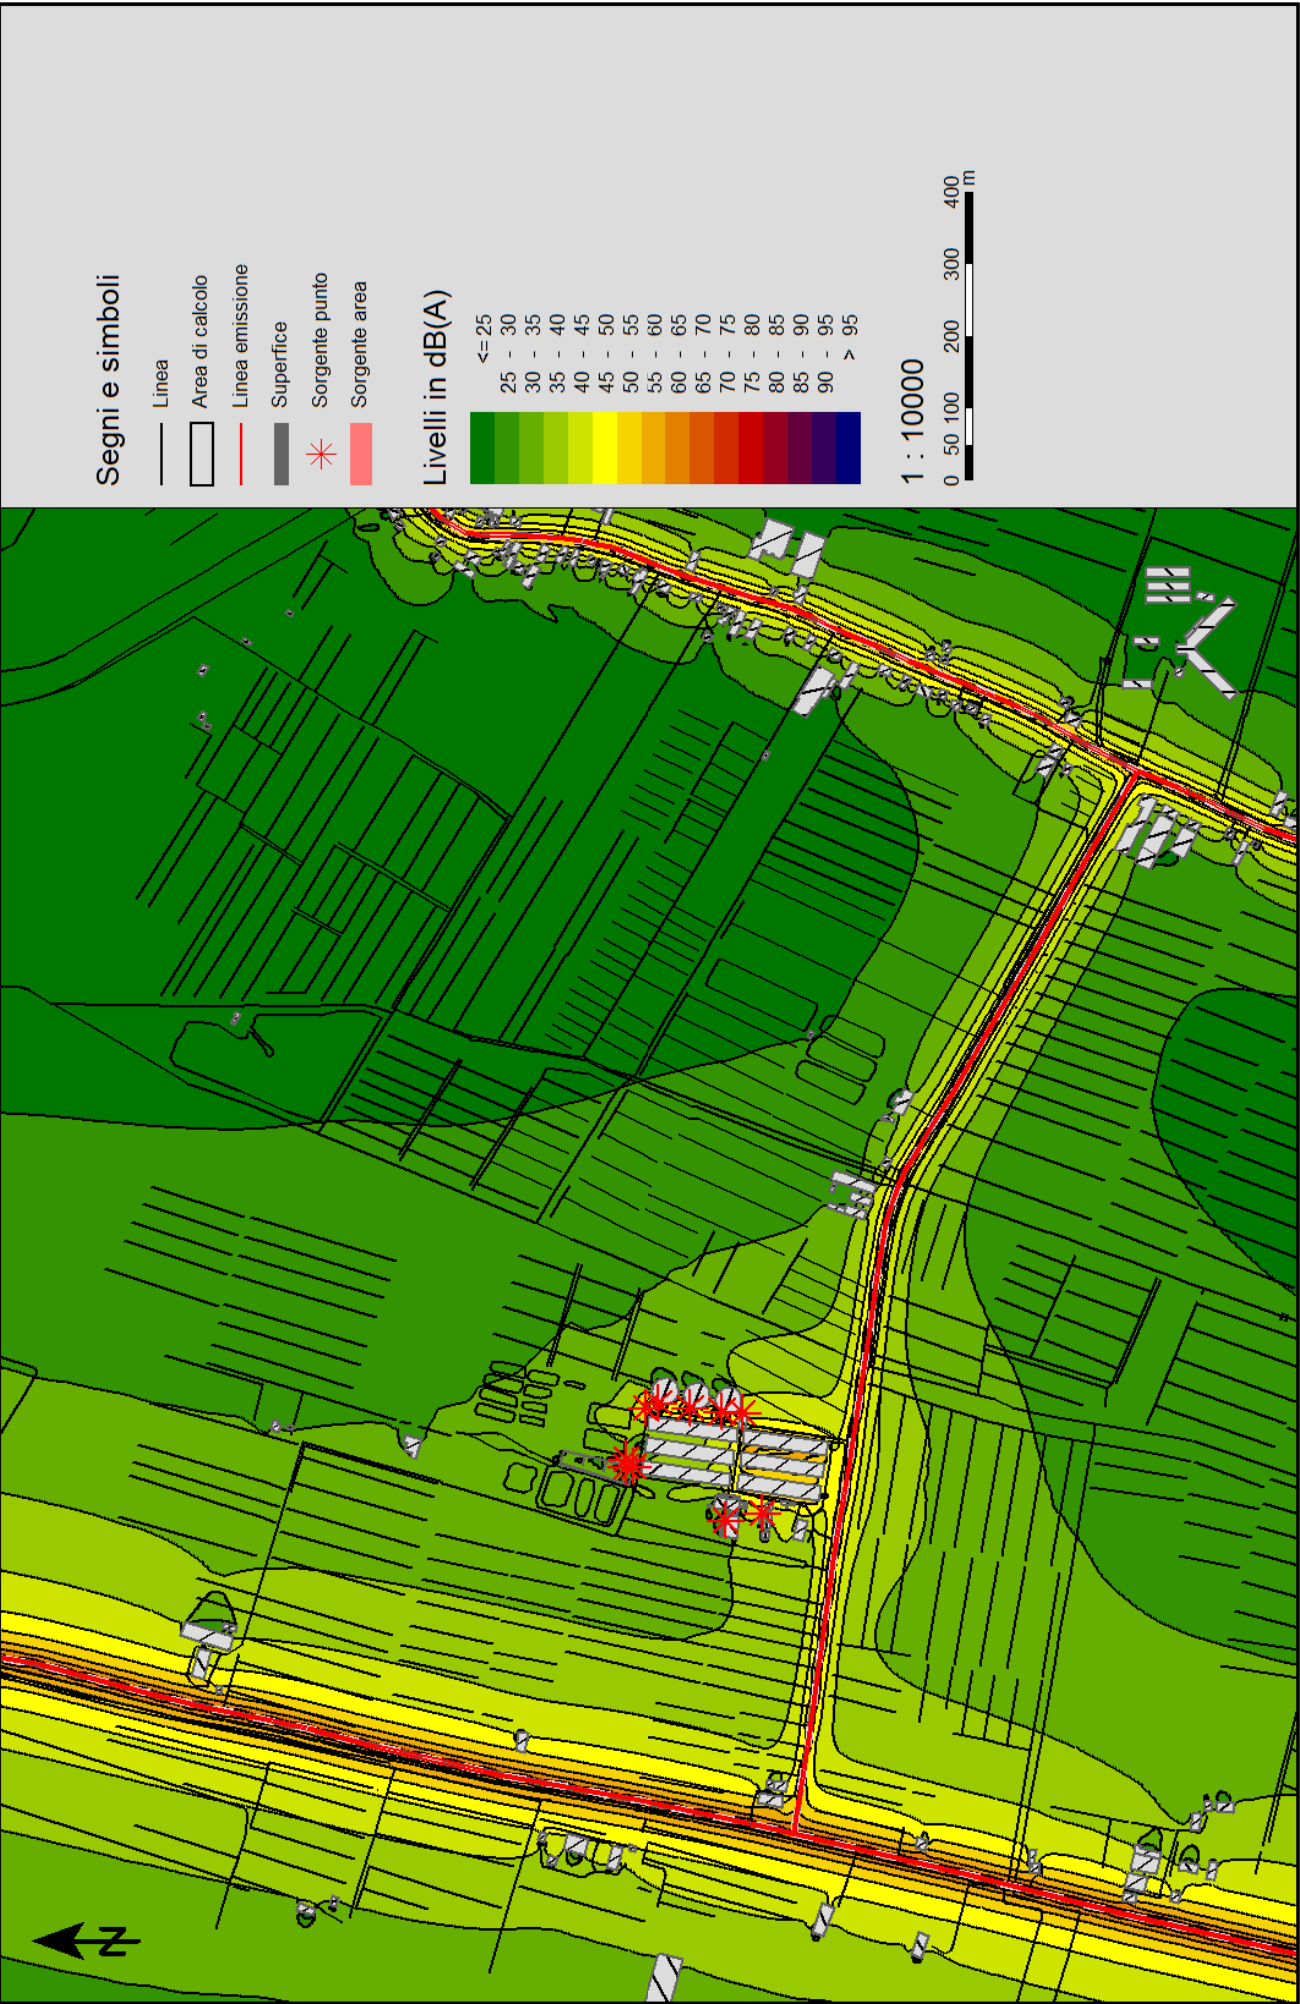 Segni e simboli
Linea
Area di calcolo
Linea emissione
Superfice
Sorgente punto
Sorgente area
Livelli in dB(A)
<= 25
25 - 30
30 - 35
35 - 40
40 - 45
45 - 50
50 - 55
55 - 60
60 - 65
65 - 70
70 - 75
75 - 80
80 - 85
85 - 90
90 - 95
> 95
1 : 10000
0 50 100 200 300 400
m
N